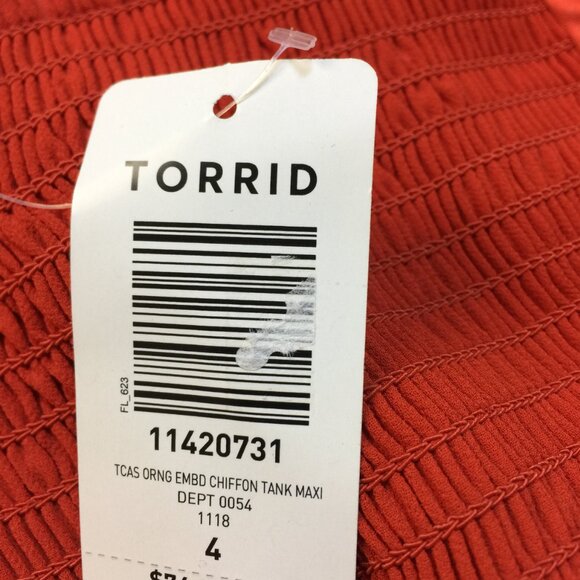 TORRID
FL_623
11420731
TCAS ORNG EMBD CHIFFON TANK MAXI
DEPT 0054
1118
4